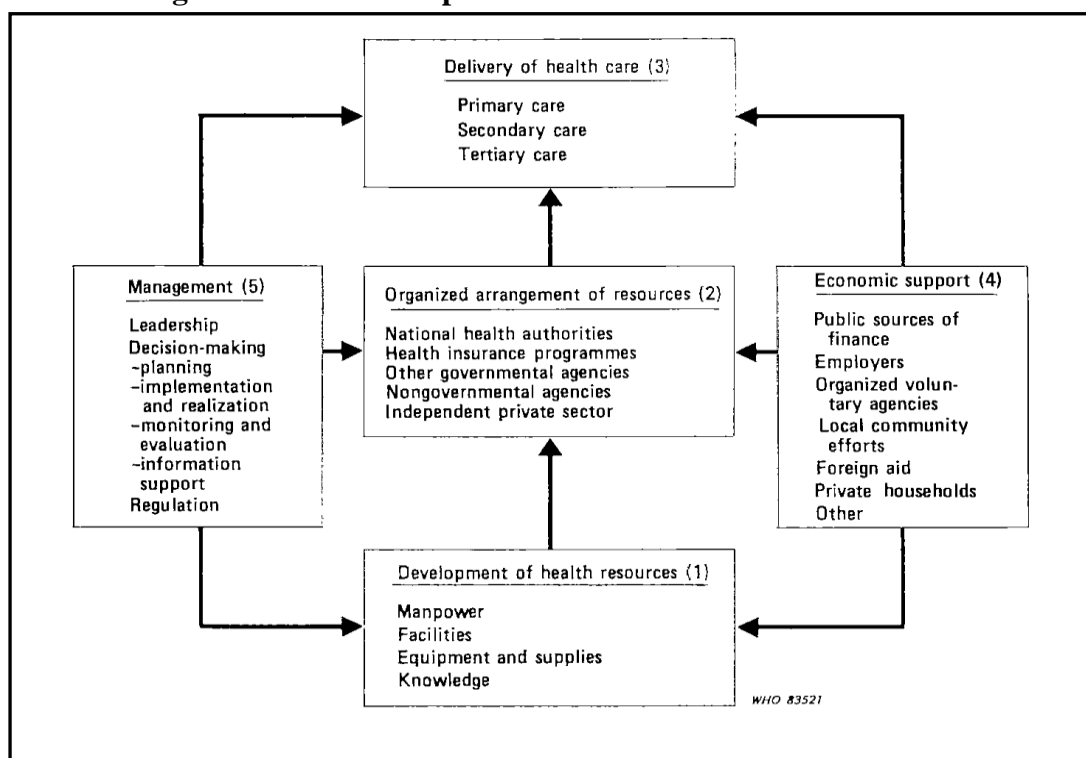 Delivery of health care (3)
Primary care
Secondary care
Tertiary care
Management (5)
Leadership
Decision-making
-planning
-implementation
and realization
-monitoring and
evaluation
-information
support
Regulation
Organized arrangement of resources (2)
National health authorities
Health insurance programmes
Other governmental agencies
Nongovernmental agencies
Independent private sector
Economic support (4)
Public sources of
finance
Employers
Organized volun-
tary agencies
Local community
efforts
Foreign aid
Private households
Other
Development of health resources (1)
Manpower
Facilities
Equipment and supplies
Knowledge
WHO 83521